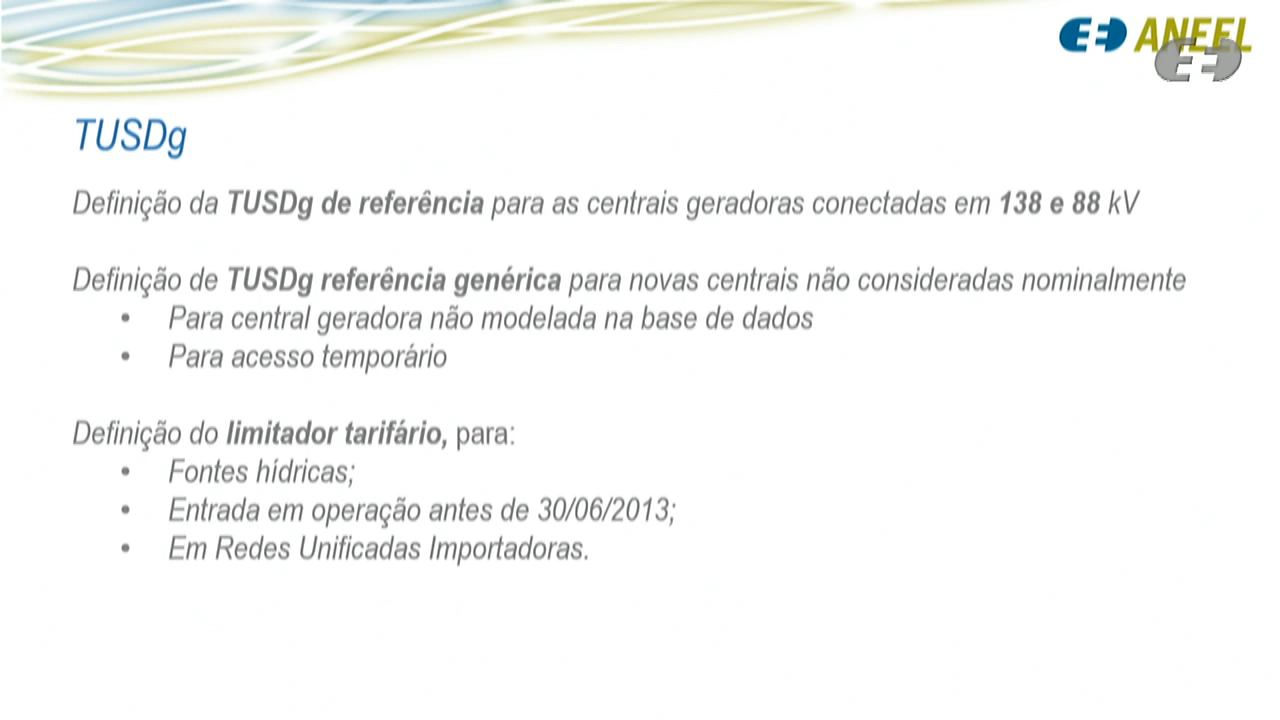 ANEEL
TUSDg
Definição da TUSDg de referência para as centrais geradoras conectadas em 138 e 88 kV
Definição de TUSDg referência genérica para novas centrais não consideradas nominalmente
• Para central geradora não modelada na base de dados
• Para acesso temporário
Definição do limitador tarifário, para:
• Fontes hídricas;
• Entrada em operação antes de 30/06/2013;
• Em Redes Unificadas Importadoras.